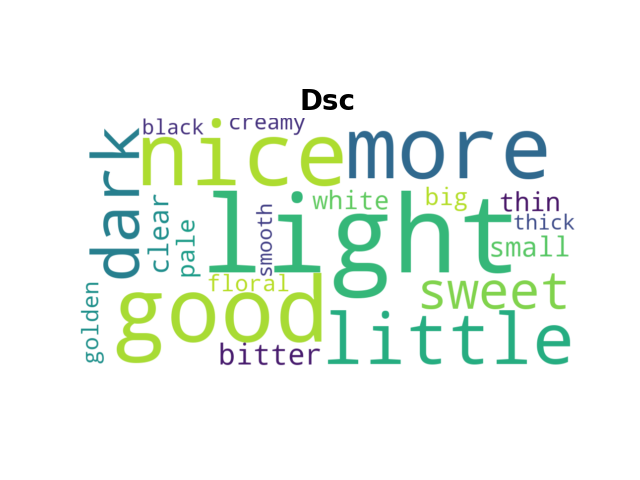 Dsc
black
creamy
nice
more
dark
light
white
big
thin
thick
clear
pale
smooth
small
floral
sweet
golden
good
little
bitter